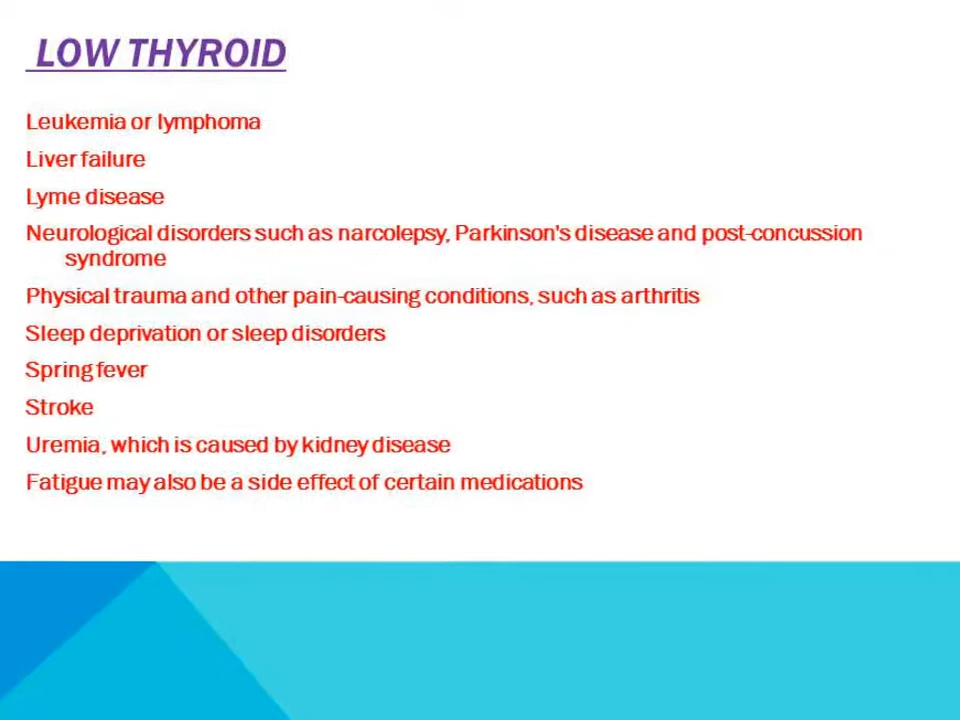 LOW THYROID
Leukemia or lymphoma
Liver failure
Lyme disease
Neurological disorders such as narcolepsy, Parkinson's disease and post-concussion
syndrome
Physical trauma and other pain-causing conditions, such as arthritis
Sleep deprivation or sleep disorders
Spring fever
Stroke
Uremia, which is caused by kidney disease
Fatigue may also be a side effect of certain medications